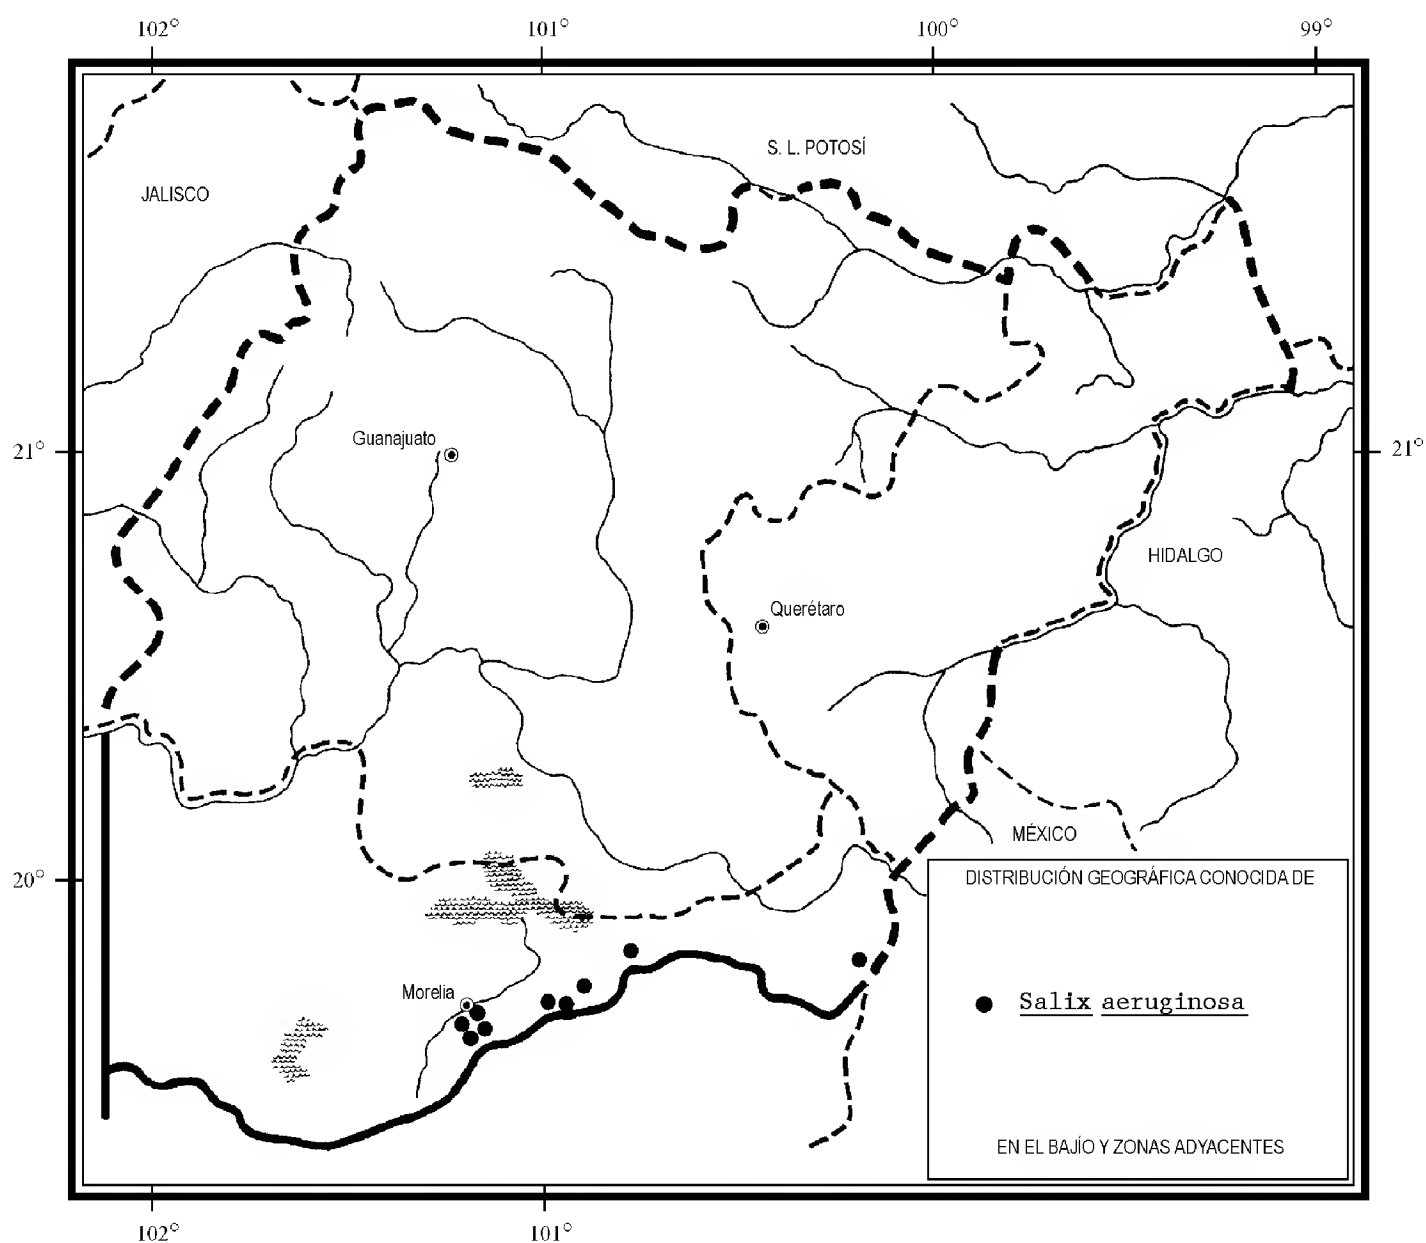 102° 101° 100° 99°
S. L. POTOSÍ
JALISCO
Guanajuato
21° 21°
HIDALGO
Querétaro
MÉXICO
20°
DISTRIBUCIÓN GEOGRÁFICA CONOCIDA DE
Morelia
Salix aeruginosa
EN EL BAJÍO Y ZONAS ADYACENTES
102° 101°